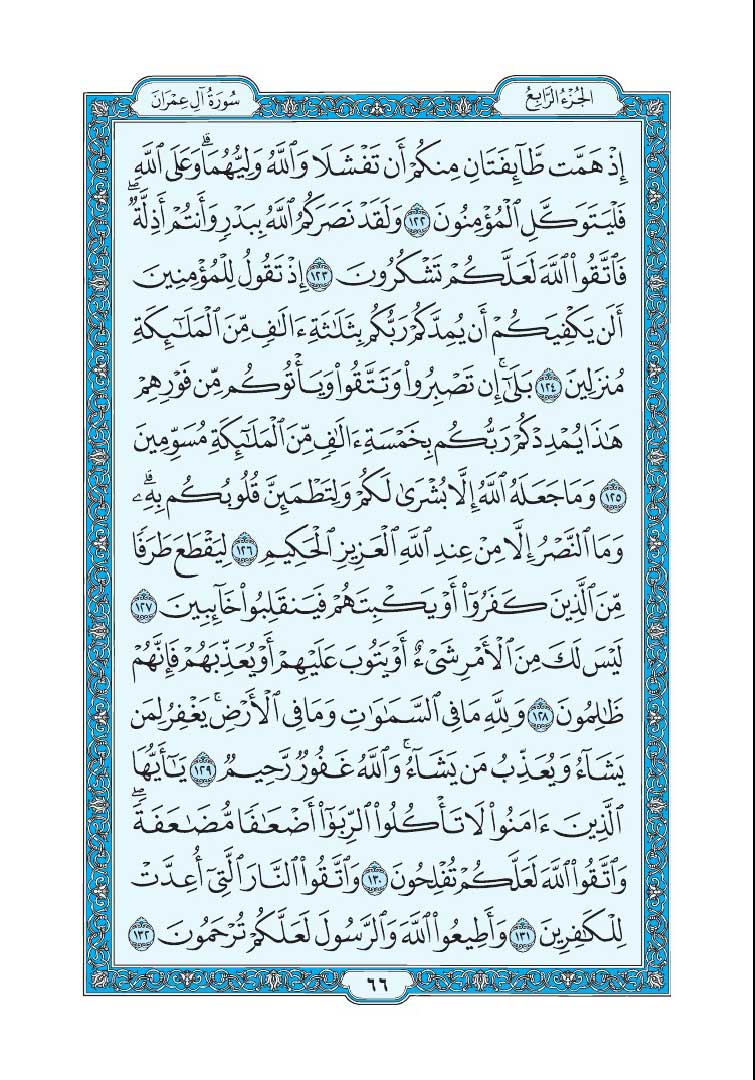 الجُزْءُ الرَّابِعُ
سُورَةُ آلِ عِمْرَانَ
إِذْ هَمَّت طَّآئِفَتَانِ مِنكُمْ أَن تَفْشَلَا وَٱللَّهُ وَلِيُّهُمَاۗ وَعَلَى ٱللَّهِ
فَلْيَتَوَكَّلِ ٱلْمُؤْمِنُونَ ١٢٢ وَلَقَدْ نَصَرَكُمُ ٱللَّهُ بِبَدْرٍ وَأَنتُمْ أَذِلَّةٌۖ
فَٱتَّقُوا۟ ٱللَّهَ لَعَلَّكُمْ تَشْكُرُونَ ١٢٣ إِذْ تَقُولُ لِلْمُؤْمِنِينَ
أَلَن يَكْفِيَكُمْ أَن يُمِدَّكُمْ رَبُّكُم بِثَلَٰثَةِ ءَالَٰفٍ مِّنَ ٱلْمَلَٰٓئِكَةِ
مُنزَلِينَ ١٢٤ بَلَىٰٓۚ إِن تَصْبِرُوا۟ وَتَتَّقُوا۟ وَيَأْتُوكُم مِّن فَوْرِهِمْ
هَٰذَا يُمْدِدْكُمْ رَبُّكُم بِخَمْسَةِ ءَالَٰفٍ مِّنَ ٱلْمَلَٰٓئِكَةِ مُسَوِّمِينَ
١٢٥ وَمَا جَعَلَهُ ٱللَّهُ إِلَّا بُشْرَىٰ لَكُمْ وَلِتَطْمَئِنَّ قُلُوبُكُم بِهِۦۗ
وَمَا ٱلنَّصْرُ إِلَّا مِنْ عِندِ ٱللَّهِ ٱلْعَزِيزِ ٱلْحَكِيمِ ١٢٦ لِيَقْطَعَ طَرَفًا
مِّنَ ٱلَّذِينَ كَفَرُوٓا۟ أَوْ يَكْبِتَهُمْ فَيَنقَلِبُوا۟ خَآئِبِينَ ١٢٧
لَيْسَ لَكَ مِنَ ٱلْأَمْرِ شَىْءٌ أَوْ يَتُوبَ عَلَيْهِمْ أَوْ يُعَذِّبَهُمْ فَإِنَّهُمْ
ظَٰلِمُونَ ١٢٨ وَلِلَّهِ مَا فِى ٱلسَّمَٰوَٰتِ وَمَا فِى ٱلْأَرْضِۚ يَغْفِرُ لِمَن
يَشَآءُ وَيُعَذِّبُ مَن يَشَآءُۚ وَٱللَّهُ غَفُورٌ رَّحِيمٌ ١٢٩ يَٰٓأَيُّهَا
ٱلَّذِينَ ءَامَنُوا۟ لَا تَأْكُلُوا۟ ٱلرِّبَوٰٓا۟ أَضْعَٰفًا مُّضَٰعَفَةًۖ
وَٱتَّقُوا۟ ٱللَّهَ لَعَلَّكُمْ تُفْلِحُونَ ١٣٠ وَٱتَّقُوا۟ ٱلنَّارَ ٱلَّتِىٓ أُعِدَّتْ
لِلْكَٰفِرِينَ ١٣١ وَأَطِيعُوا۟ ٱللَّهَ وَٱلرَّسُولَ لَعَلَّكُمْ تُرْحَمُونَ ١٣٢
٦٦